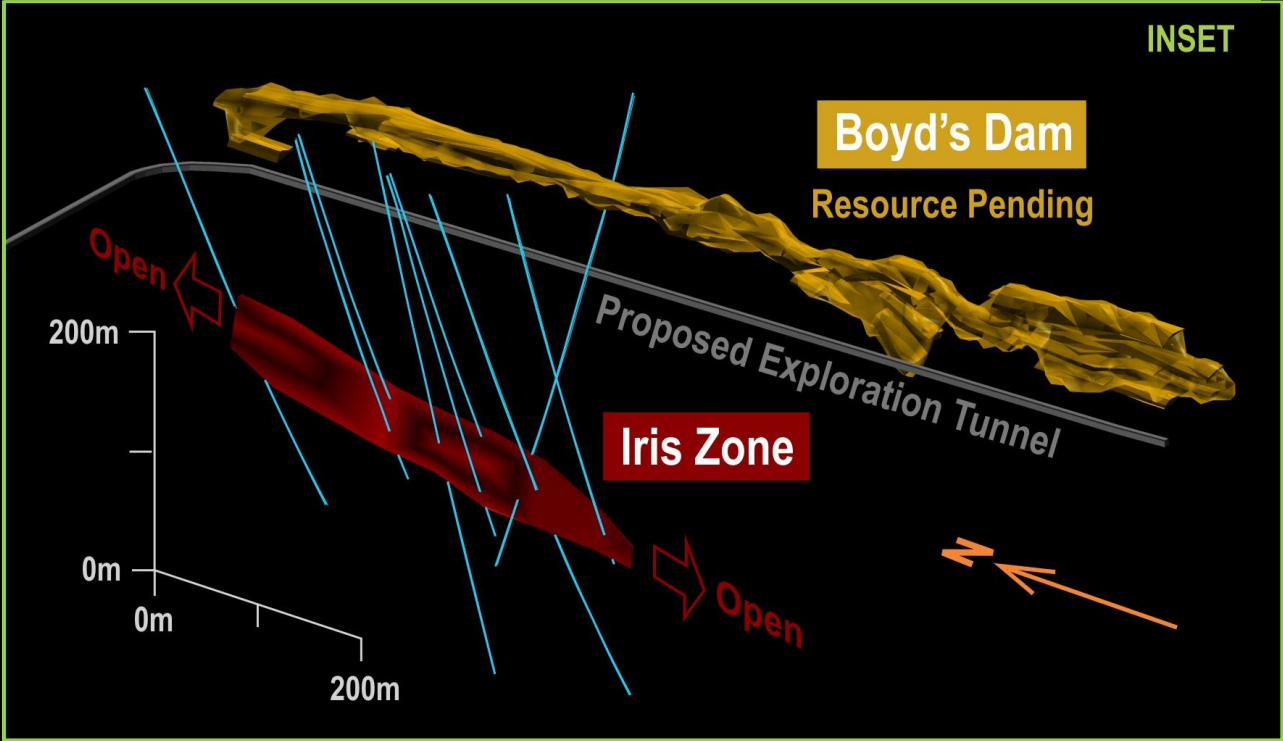 INSET
Boyd's Dam
Resource Pending
Open
200m
Proposed Exploration Tunnel
Iris Zone
N
0m
Open
0m
200m